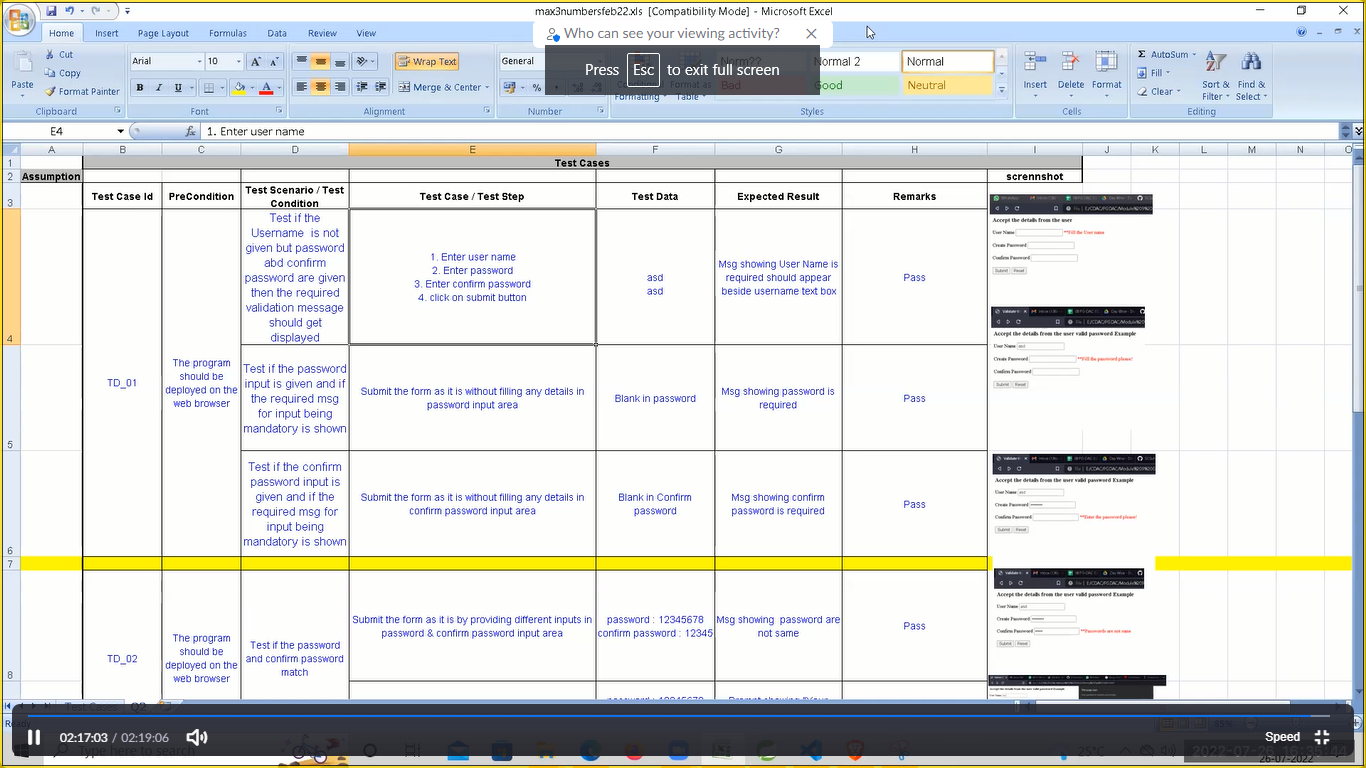 max3numbersfeb22.xls [Compatibility Mode] - Microsoft Excel
Home Insert Page Layout Formulas Data Review View
Who can see your viewing activity?
Press Esc to exit full screen
Paste
Cut
Copy
Format Painter
Clipboard
Arial 10
Font
Wrap Text
Merge & Center
Alignment
General
Number
Formatting Table
Norm?? Normal 2 Normal
Bad Good Neutral
Styles
Insert Delete Format
Cells
AutoSum
Fill
Clear
Sort & Filter
Find & Select
Editing
E4 fx 1. Enter user name
A B C D E F G H I J K L M N O
1 Test Cases
2 Assumption scrennshot
3 Test Case Id PreCondition Test Scenario / Test Condition Test Case / Test Step Test Data Expected Result Remarks
4
TD_01
The program
should be
deployed on the
web browser
Test if the
Username is not
given but password
abd confirm
password are given
then the required
validation message
should get
displayed
1. Enter user name
2. Enter password
3. Enter confirm password
4. click on submit button
asd
asd
Msg showing User Name is
required should appear
beside username text box
Pass
5
Test if the password
input is given and if
the required msg
for input being
mandatory is shown
Submit the form as it is without filling any details in
password input area
Blank in password
Msg showing password is
required
Pass
6
Test if the confirm
password input is
given and if the
required msg for
input being
mandatory is shown
Submit the form as it is without filling any details in
confirm password input area
Blank in Confirm
password
Msg showing confirm
password is required
Pass
7
8
TD_02
The program
should be
deployed on the
web browser
Test if the password
and confirm password
match
Submit the form as it is by providing different inputs in
password & confirm password input area
password : 12345678
confirm password : 12345
Msg showing password are
not same
Pass
Accept the details from the user
User Name **Fill the User name
Create Password
Confirm Password
Submit Reset
Accept the details from the user valid password Example
User Name asd
Create Password **Fill the password please!
Confirm Password
Submit Reset
Accept the details from the user valid password Example
User Name asd
Create Password
Confirm Password **Enter the password please!
Submit Reset
Accept the details from the user valid password Example
User Name asd
Create Password
Confirm Password **Passwords are not same
Submit Reset
Test Cases Q2
Ready
02:17:03 / 02:19:06
Speed
Type here to search
25°C
2022-07-26 16:35:44
26-07-2022